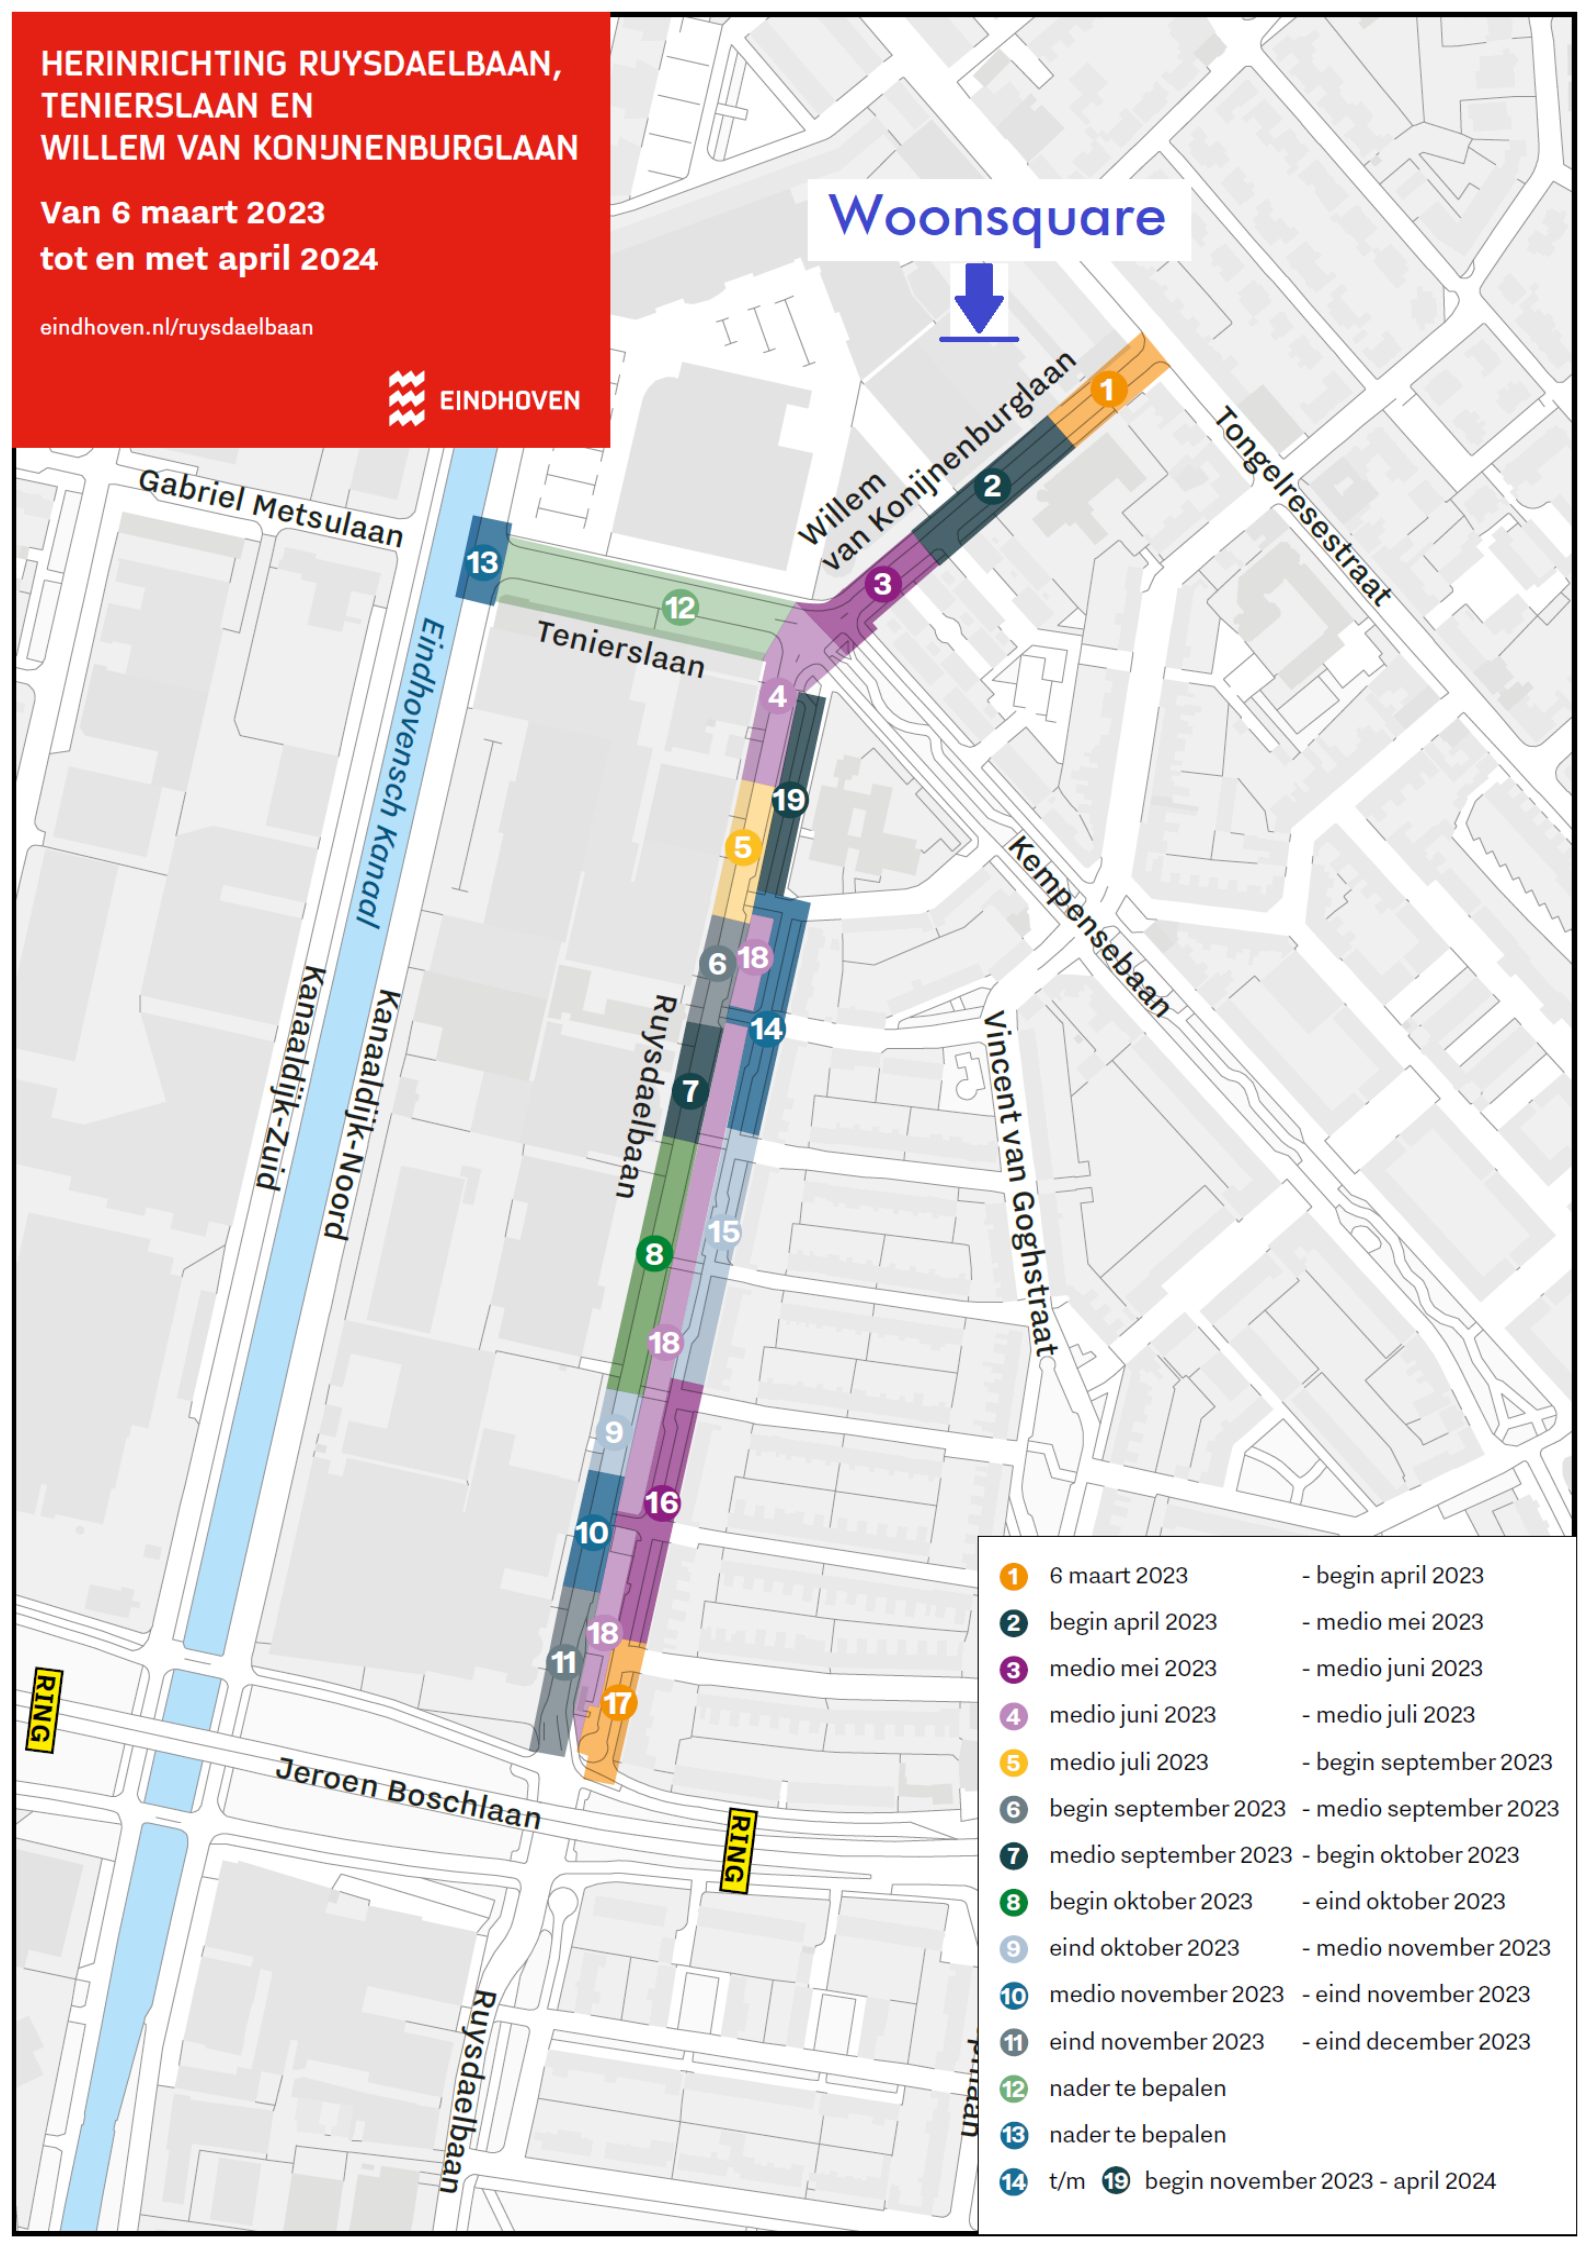 HERINRICHTING RUYSDAELBAAN,
TENIERSLAAN EN
WILLEM VAN KONIJNENBURGLAAN
Van 6 maart 2023
tot en met april 2024
eindhoven.nl/ruysdaelbaan
EINDHOVEN
Woonsquare
Willem
van Konijnenburglaan
Tongelresestraat
Gabriel Metsulaan
Tenierslaan
Eindhovensch Kanaal
Kanaaldijk-Zuid
Kanaaldijk-Noord
Ruysdaelbaan
Kempensebaan
Vincent van Goghstraat
1
2
3
13
12
4
19
5
6
18
14
7
15
8
18
9
16
10
18
11
17
RING
Jeroen Boschlaan
RING
Ruysdaelbaan
1 6 maart 2023 - begin april 2023
2 begin april 2023 - medio mei 2023
3 medio mei 2023 - medio juni 2023
4 medio juni 2023 - medio juli 2023
5 medio juli 2023 - begin september 2023
6 begin september 2023 - medio september 2023
7 medio september 2023 - begin oktober 2023
8 begin oktober 2023 - eind oktober 2023
9 eind oktober 2023 - medio november 2023
10 medio november 2023 - eind november 2023
11 eind november 2023 - eind december 2023
12 nader te bepalen
13 nader te bepalen
14 t/m 19 begin november 2023 - april 2024